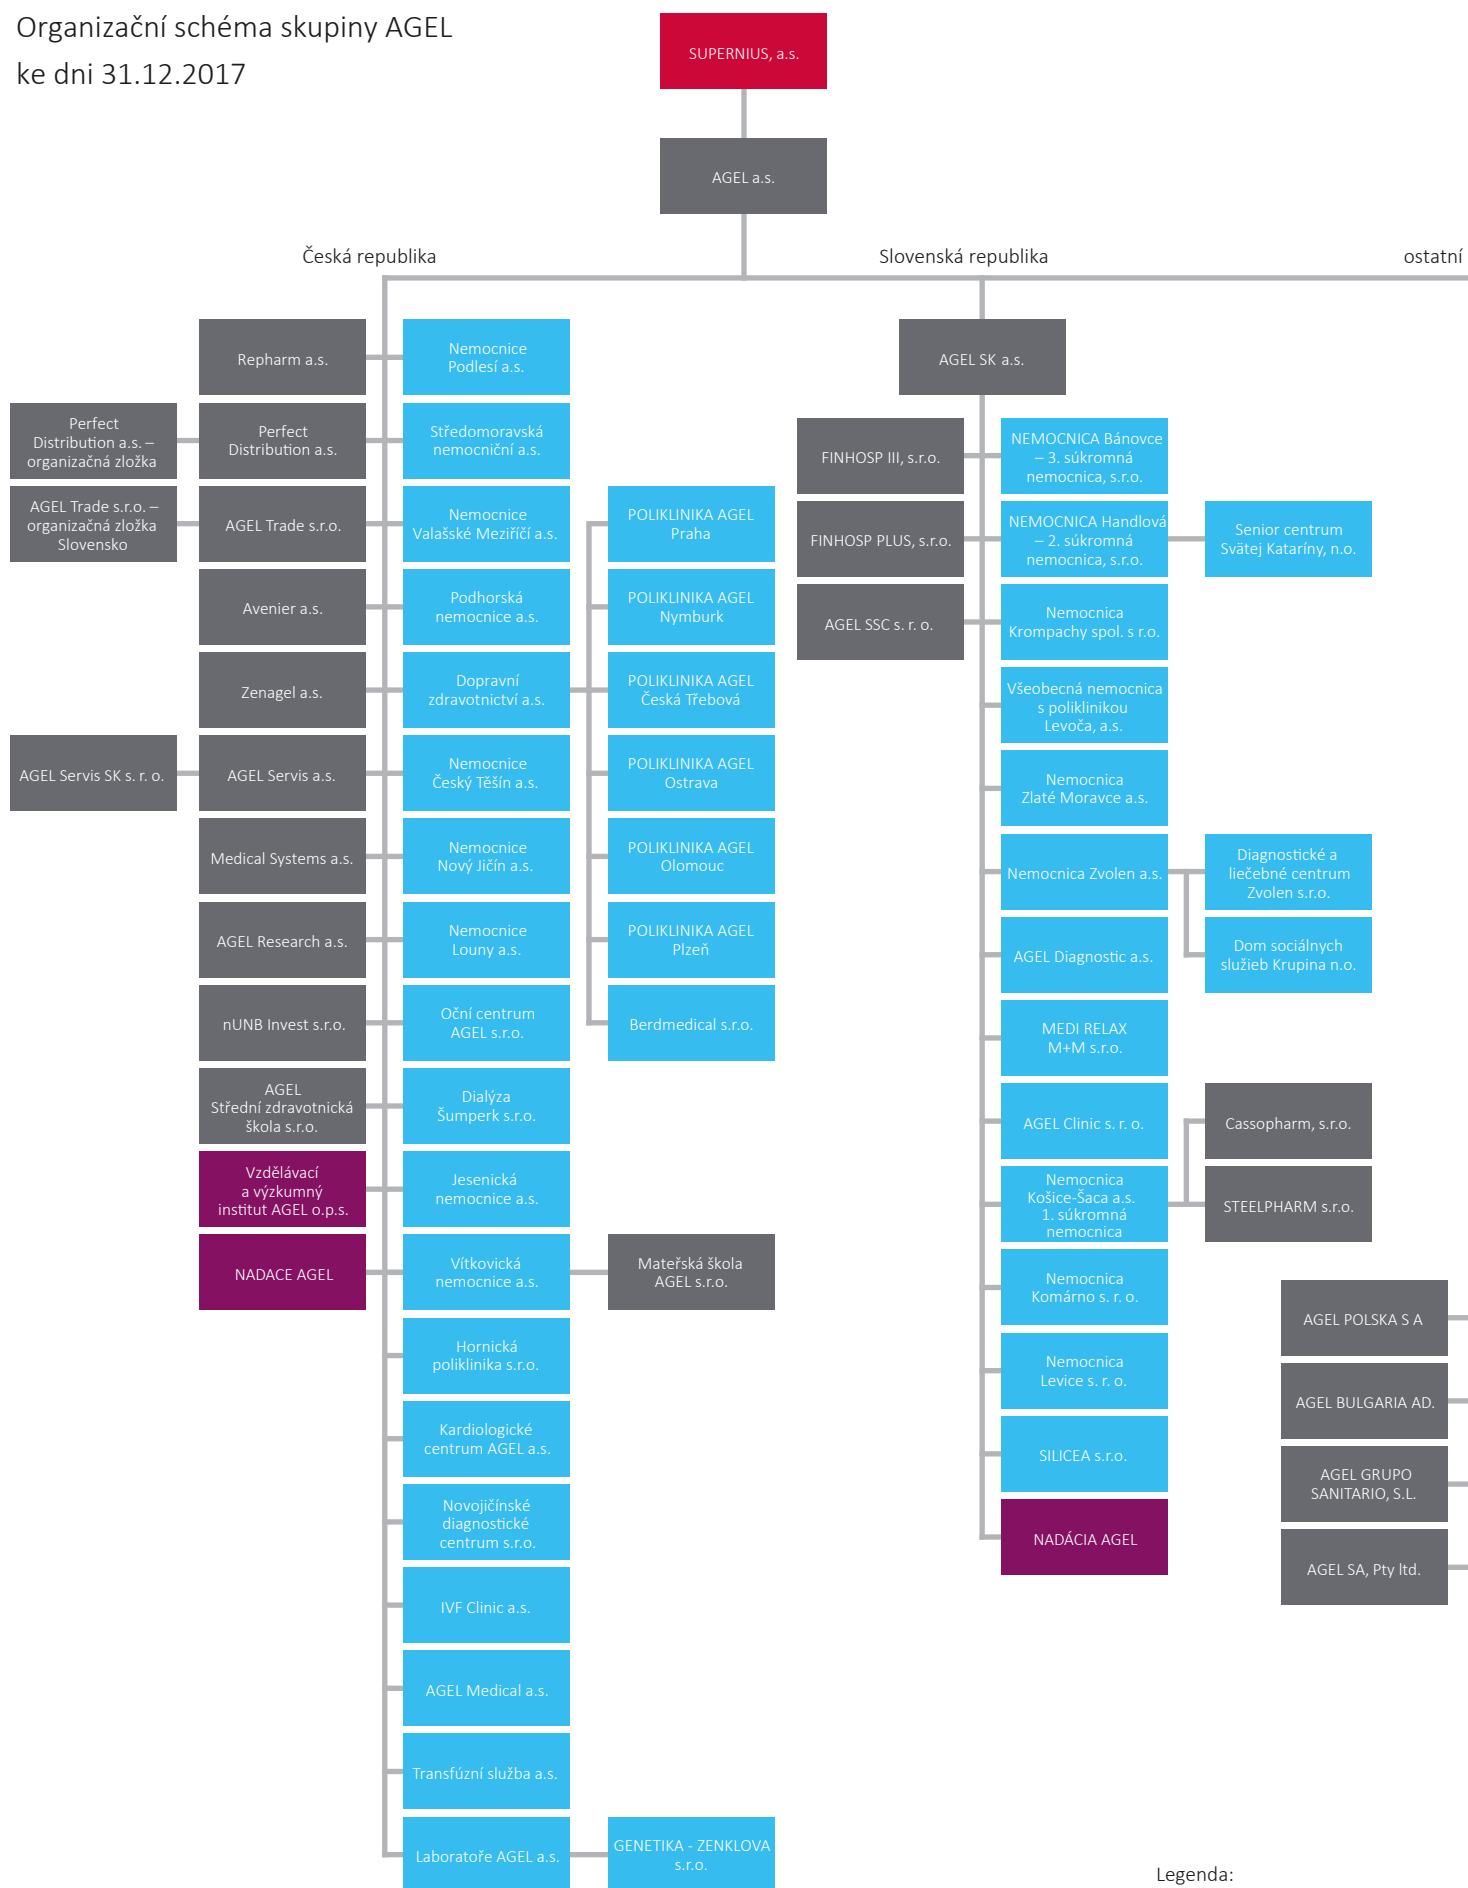 Organizační schéma skupiny AGEL
ke dni 31.12.2017
SUPERNIUS, a.s.
AGEL a.s.
Česká republika
Slovenská republika
ostatní
Repharm a.s.
Perfect
Distribution a.s. –
organizačná zložka
Perfect
Distribution a.s.
AGEL Trade s.r.o. –
organizačná zložka
Slovensko
AGEL Trade s.r.o.
Avenier a.s.
Zenagel a.s.
AGEL Servis SK s. r. o.
AGEL Servis a.s.
Medical Systems a.s.
AGEL Research a.s.
nUNB Invest s.r.o.
AGEL
Střední zdravotnická
škola s.r.o.
Vzdělávací
a výzkumný
institut AGEL o.p.s.
NADACE AGEL
Nemocnice
Podlesí a.s.
Středomoravská
nemocniční a.s.
Nemocnice
Valašské Meziříčí a.s.
Podhorská
nemocnice a.s.
Dopravní
zdravotnictví a.s.
Nemocnice
Český Těšín a.s.
Nemocnice
Nový Jičín a.s.
Nemocnice
Louny a.s.
Oční centrum
AGEL s.r.o.
Dialýza
Šumperk s.r.o.
Jesenická
nemocnice a.s.
Vítkovická
nemocnice a.s.
Hornická
poliklinika s.r.o.
Kardiologické
centrum AGEL a.s.
Novojičínské
diagnostické
centrum s.r.o.
IVF Clinic a.s.
AGEL Medical a.s.
Transfúzní služba a.s.
Laboratoře AGEL a.s.
POLIKLINIKA AGEL
Praha
POLIKLINIKA AGEL
Nymburk
POLIKLINIKA AGEL
Česká Třebová
POLIKLINIKA AGEL
Ostrava
POLIKLINIKA AGEL
Olomouc
POLIKLINIKA AGEL
Plzeň
Berdmedical s.r.o.
Mateřská škola
AGEL s.r.o.
GENETIKA - ZENKLOVA
s.r.o.
AGEL SK a.s.
FINHOSP III, s.r.o.
FINHOSP PLUS, s.r.o.
AGEL SSC s. r. o.
NEMOCNICA Bánovce
– 3. súkromná
nemocnica, s.r.o.
NEMOCNICA Handlová
– 2. súkromná
nemocnica, s.r.o.
Nemocnica
Krompachy spol. s r.o.
Všeobecná nemocnica
s poliklinikou
Levoča, a.s.
Nemocnica
Zlaté Moravce a.s.
Nemocnica Zvolen a.s.
AGEL Diagnostic a.s.
MEDI RELAX
M+M s.r.o.
AGEL Clinic s. r. o.
Nemocnica
Košice-Šaca a.s.
1. súkromná
nemocnica
Nemocnica
Komárno s. r. o.
Nemocnica
Levice s. r. o.
SILICEA s.r.o.
NADÁCIA AGEL
Senior centrum
Svätej Kataríny, n.o.
Diagnostické a
liečebné centrum
Zvolen s.r.o.
Dom sociálnych
služieb Krupina n.o.
Cassopharm, s.r.o.
STEELPHARM s.r.o.
AGEL POLSKA S A
AGEL BULGARIA AD.
AGEL GRUPO
SANITARIO, S.L.
AGEL SA, Pty ltd.
Legenda: